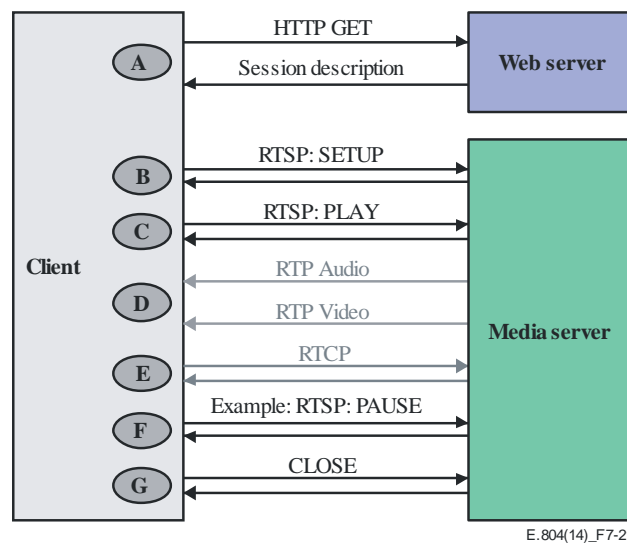 HTTP GET
A
Session description
Web server
RTSP: SETUP
B
RTSP: PLAY
C
Client
RTP Audio
D
RTP Video
Media server
RTCP
E
Example: RTSP: PAUSE
F
CLOSE
G
E.804(14)_F7-2